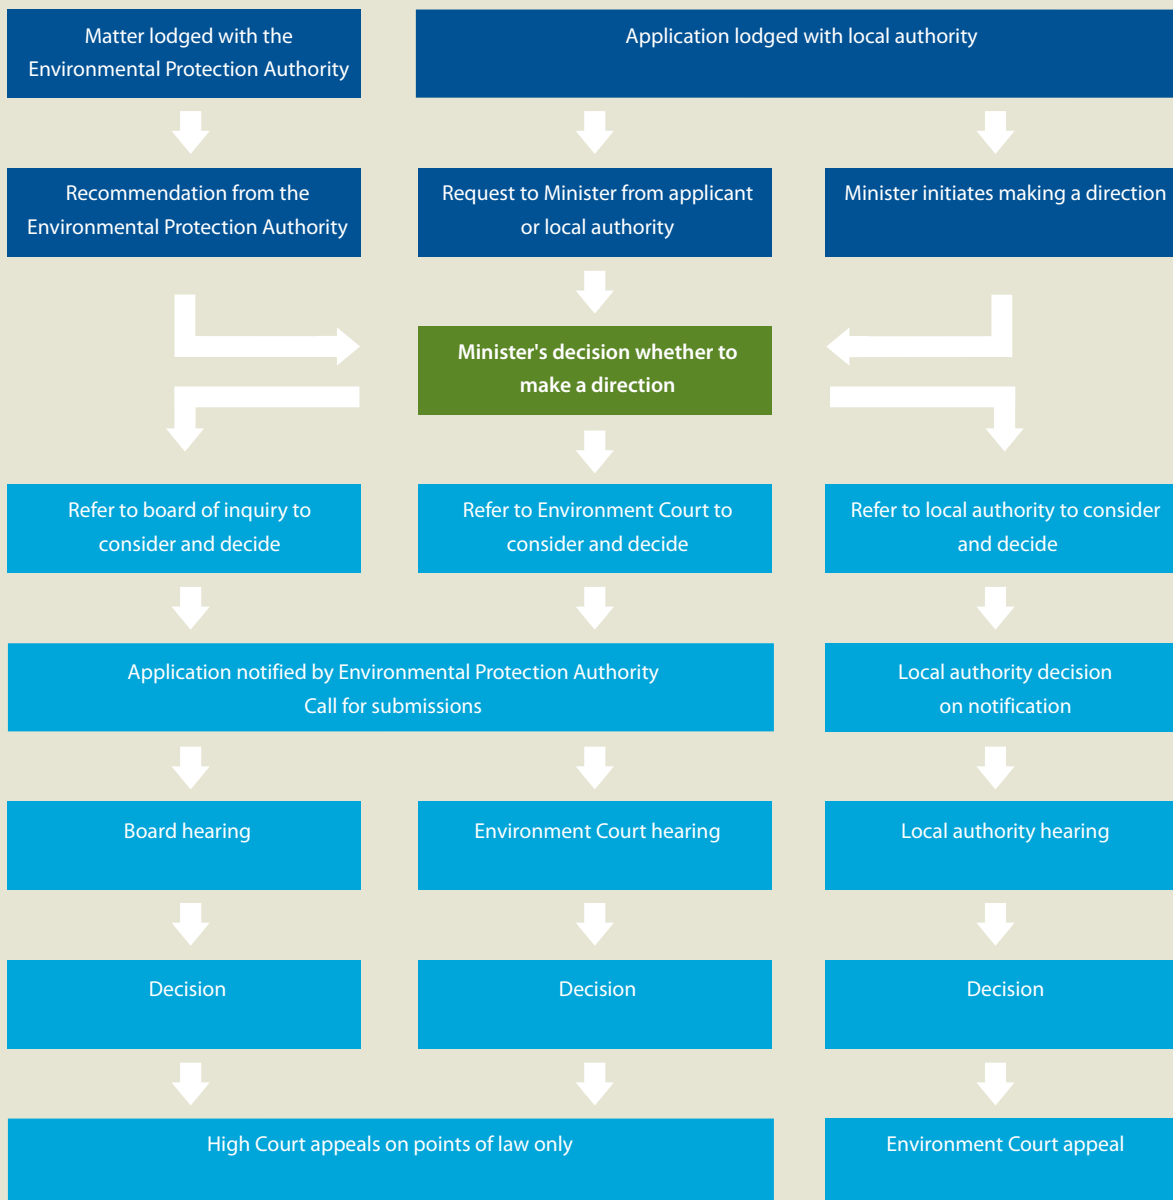 Matter lodged with the
Environmental Protection Authority
Application lodged with local authority
Recommendation from the
Environmental Protection Authority
Request to Minister from applicant
or local authority
Minister initiates making a direction
Minister's decision whether to
make a direction
Refer to board of inquiry to
consider and decide
Refer to Environment Court to
consider and decide
Refer to local authority to consider
and decide
Application notified by Environmental Protection Authority
Call for submissions
Local authority decision
on notification
Board hearing
Environment Court hearing
Local authority hearing
Decision
Decision
Decision
High Court appeals on points of law only
Environment Court appeal